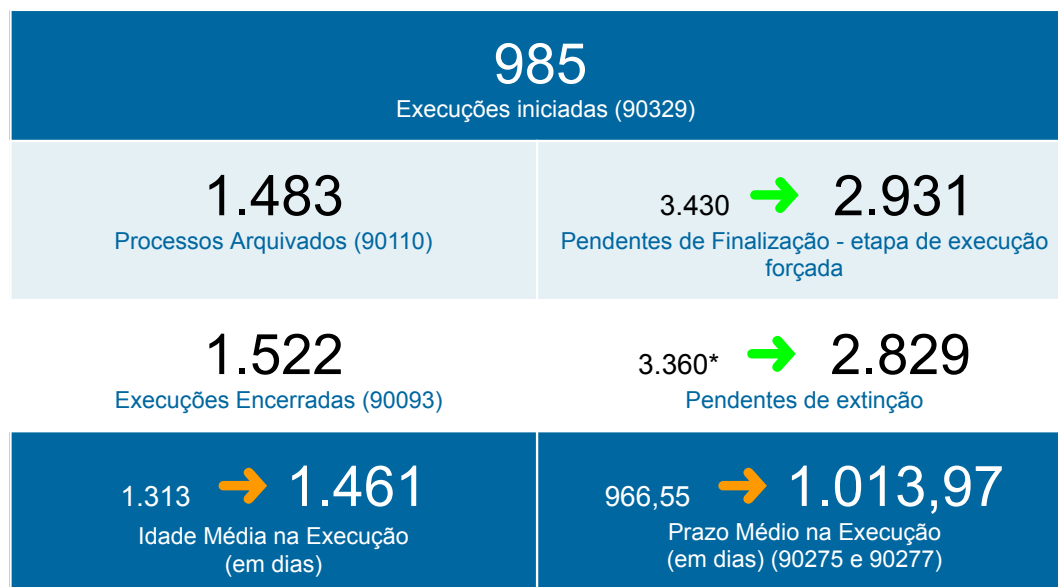 985
Execuções iniciadas (90329)
1.483
Processos Arquivados (90110)
3.430 ➜ 2.931
Pendentes de Finalização - etapa de execução
forçada
1.522
Execuções Encerradas (90093)
3.360* ➜ 2.829
Pendentes de extinção
1.313 ➜ 1.461
Idade Média na Execução
(em dias)
966,55 ➜ 1.013,97
Prazo Médio na Execução
(em dias) (90275 e 90277)